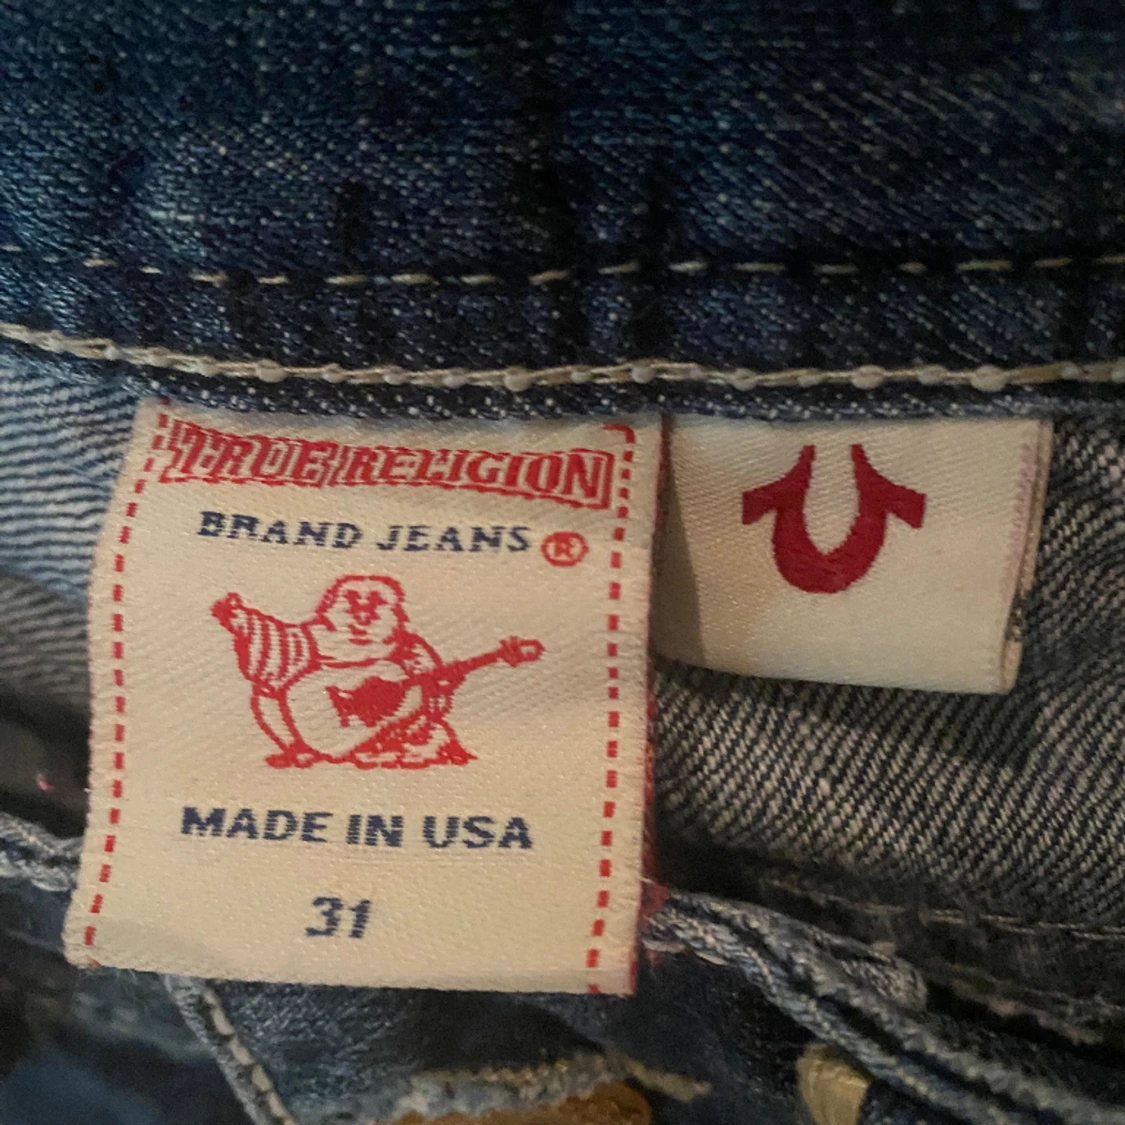 TRUE RELIGION
BRAND JEANS ®
MADE IN USA
31